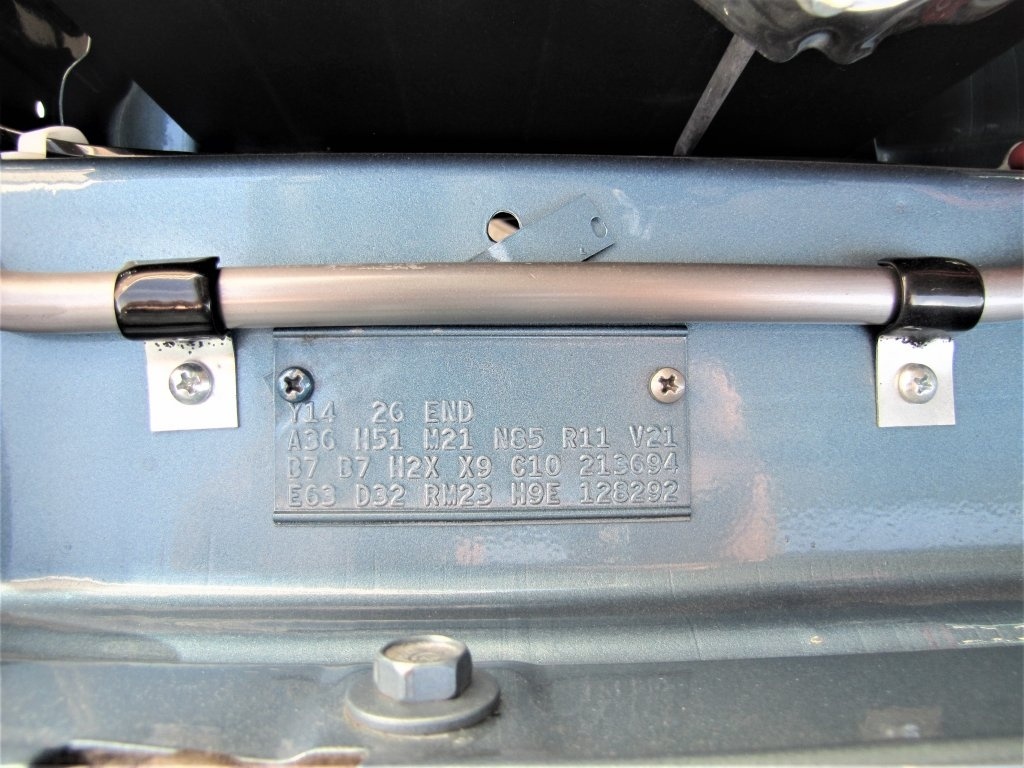 Y14 26 END
A36 H51 M21 N85 R11 V21
B7 B7 H2X X9 C10 213694
E63 D32 RM23 H9E 128292